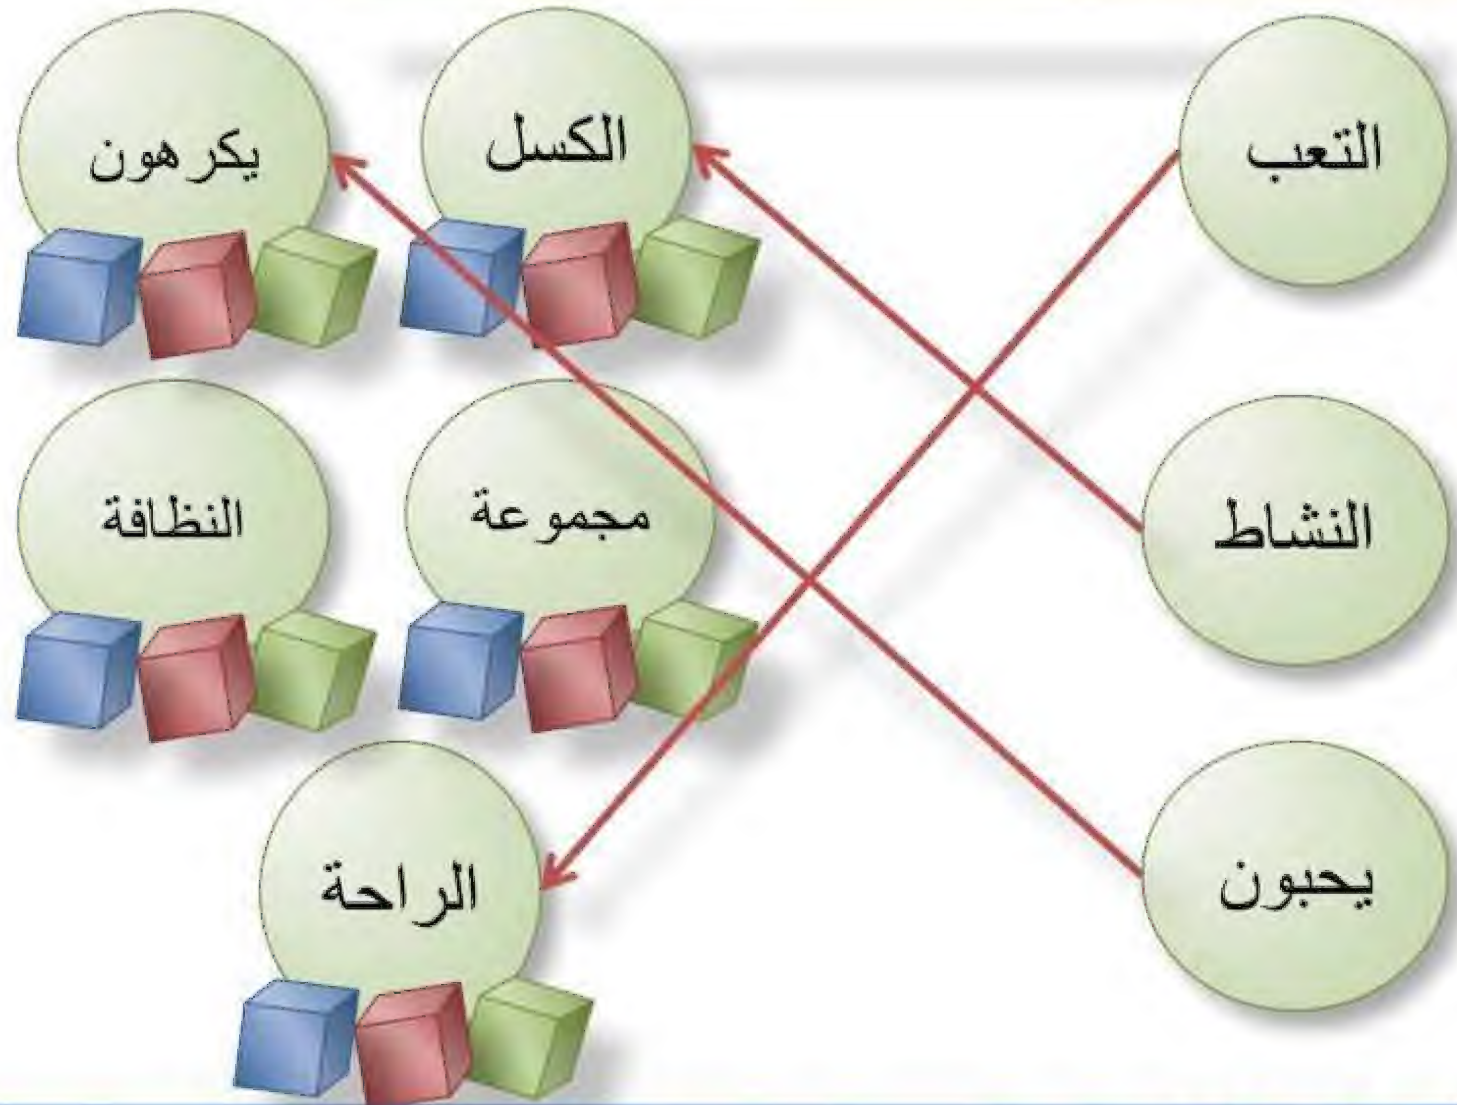 التعب
الكسل
يكرهون
النشاط
مجموعة
النظافة
يحبون
الراحة